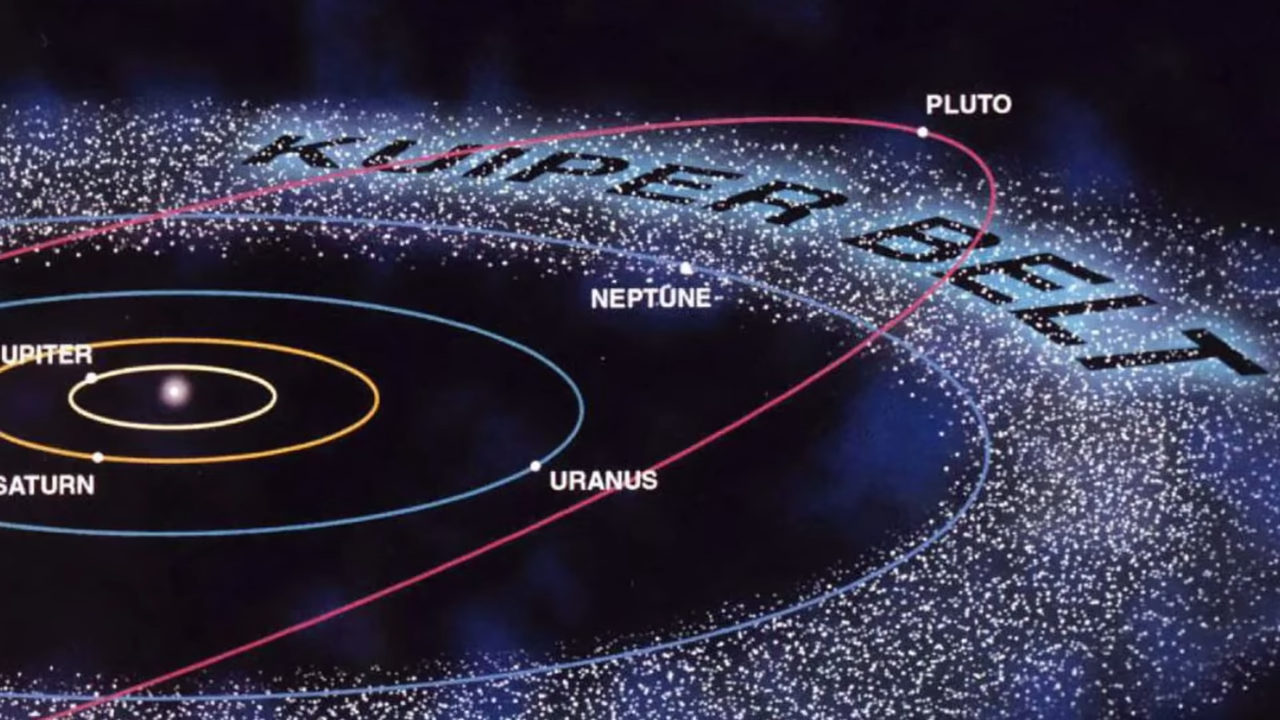 PLUTO
KUIPER BELT
NEPTUNE
UPITER
URANUS
SATURN